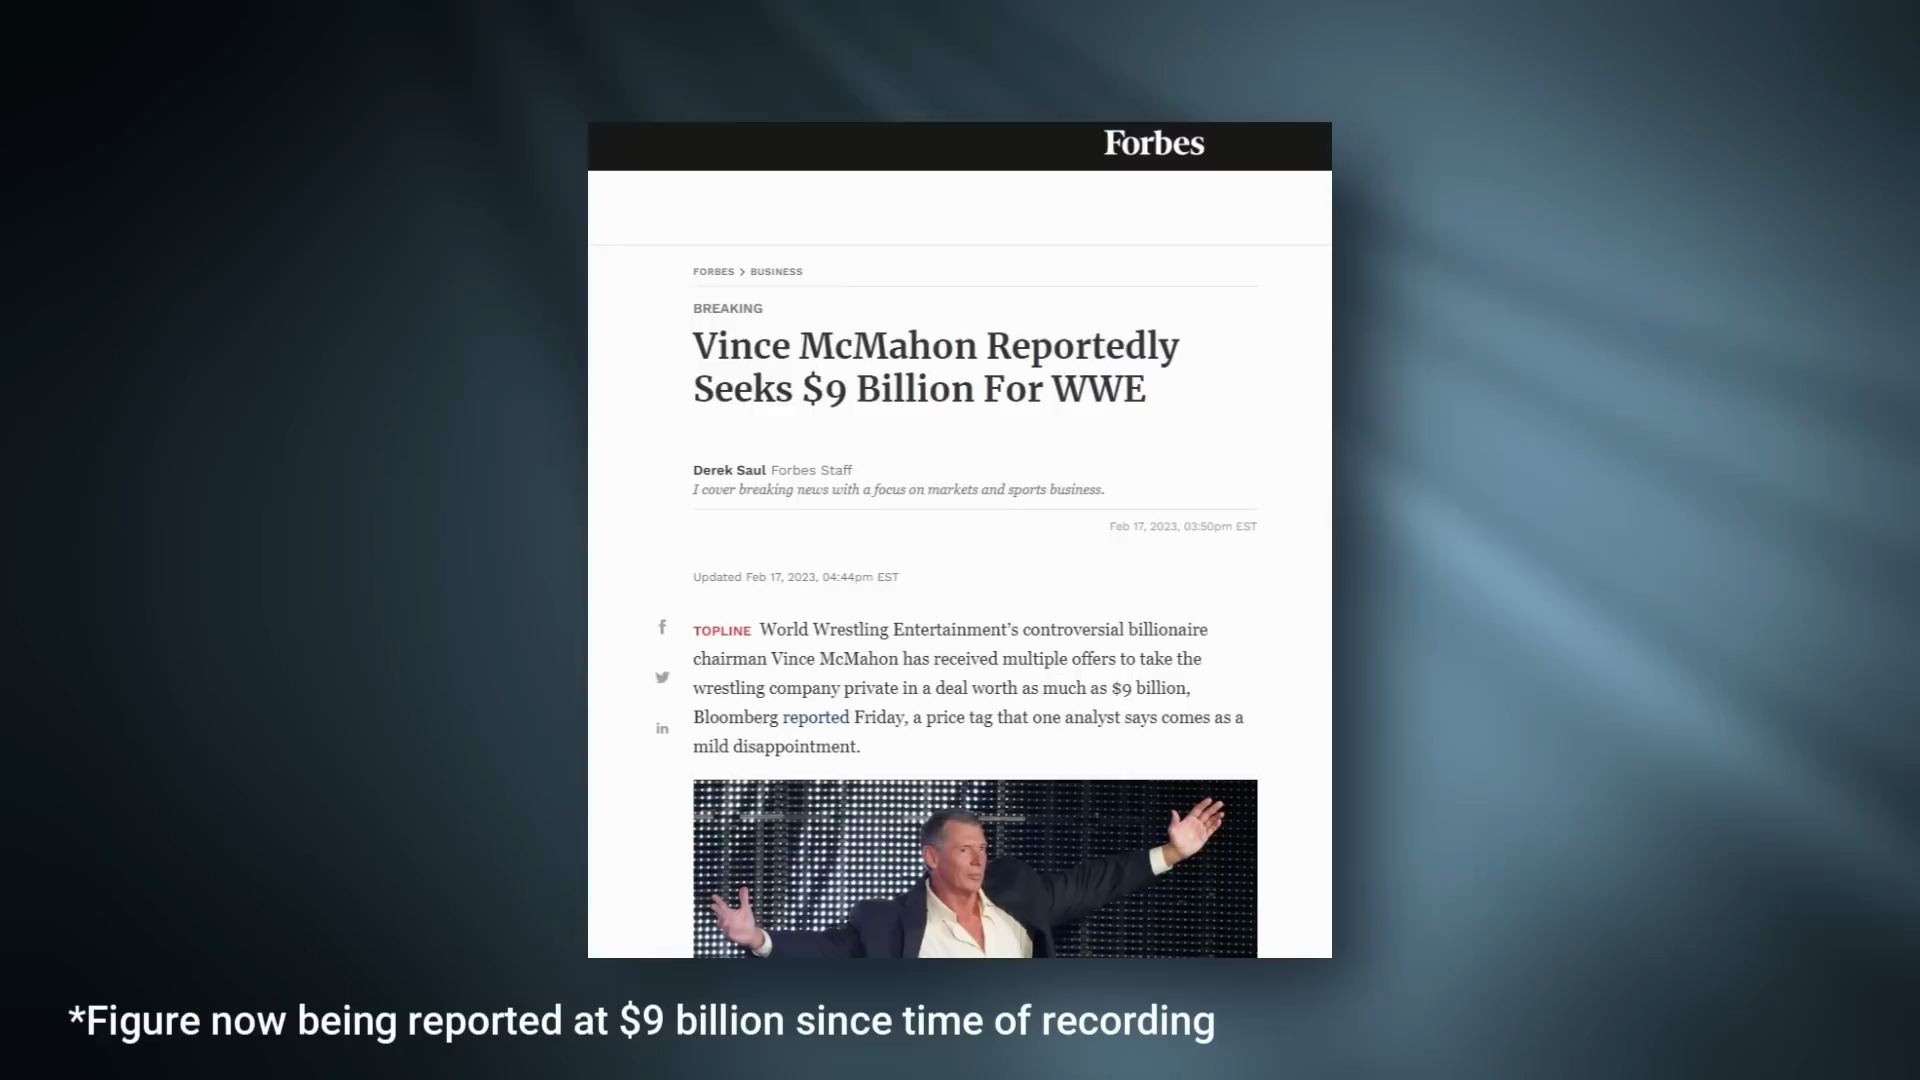 Forbes
FORBES > BUSINESS
BREAKING
Vince McMahon Reportedly
Seeks $9 Billion For WWE
Derek Saul Forbes Staff
I cover breaking news with a focus on markets and sports business.
Feb 17, 2023, 03:50pm EST
Updated Feb 17, 2023, 04:44pm EST
f
TOPLINE World Wrestling Entertainment’s controversial billionaire
chairman Vince McMahon has received multiple offers to take the
wrestling company private in a deal worth as much as $9 billion,
in
Bloomberg reported Friday, a price tag that one analyst says comes as a
mild disappointment.
*Figure now being reported at $9 billion since time of recording